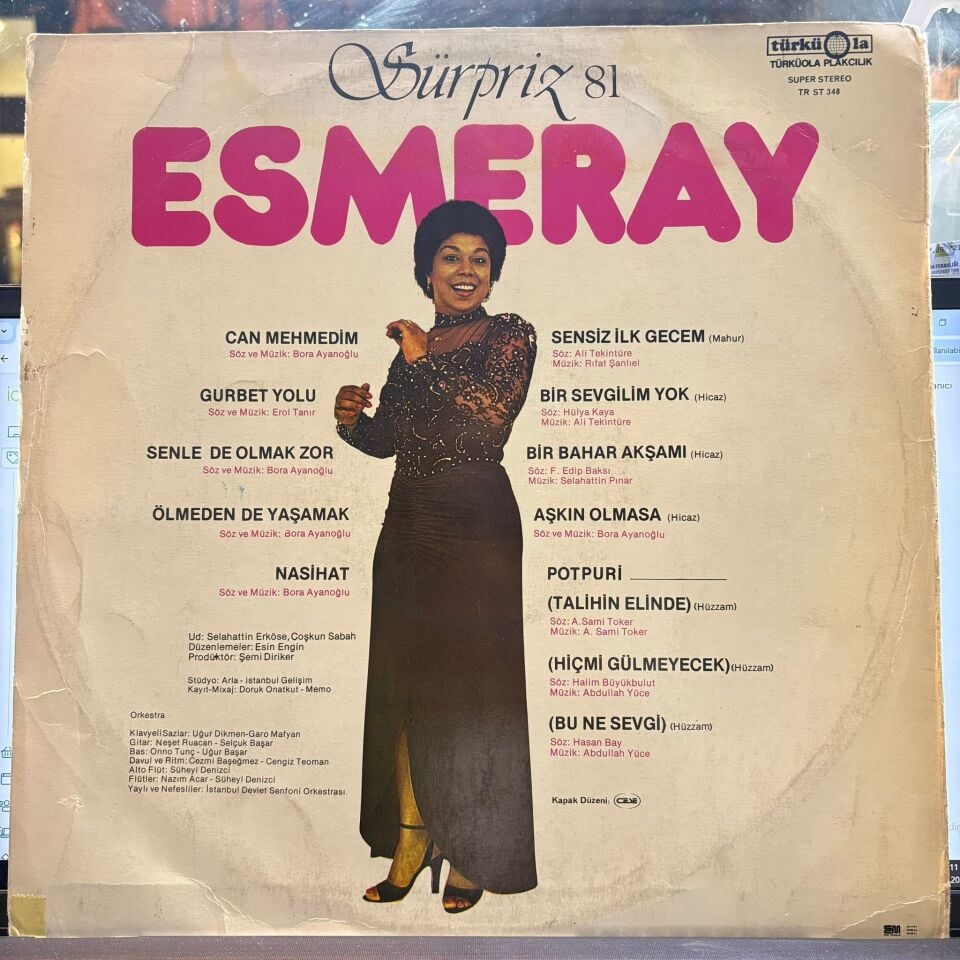 Sürpriz 81
türküola
TÜRKÜOLA PLAKCILIK
SUPER STEREO
TR ST 348
ESMERAY
CAN MEHMEDİM
Söz ve Müzik: Bora Ayanoğlu
GURBET YOLU
Söz ve Müzik: Erol Tanır
SENLE DE OLMAK ZOR
Söz ve Müzik: Bora Ayanoğlu
ÖLMEDEN DE YAŞAMAK
Söz ve Müzik: Bora Ayanoğlu
NASİHAT
Söz ve Müzik: Bora Ayanoğlu
Ud: Selahattin Erköse, Coşkun Sabah
Düzenlemeler: Esin Engin
Prodüktör: Şemi Diriker
Stüdyo: Arla - istanbul Gelişim
Kayıt-Mixaj: Doruk Onatkut - Memo
Orkestra
Klavyeli Sazlar: Uğur Dikmen-Garo Mafyan
Gitar: Neşet Ruacan - Selçuk Başar
Bas: Onno Tunç - Uğur Başar
Davul ve Ritm: Cezmi Başeğmez - Cengiz Teoman
Alto Flüt: Süheyl Denizci
Flütler: Nazım Acar - Süheyl Denizci
Yaylı ve Nefesliler: İstanbul Devlet Senfoni Orkestrası.
SENSİZ İLK GECEM (Mahur)
Söz: Ali Tekintüre
Müzik: Rıfat Şanlıel
BİR SEVGİLİM YOK (Hicaz)
Söz: Hülya Kaya
Müzik: Ali Tekintüre
BİR BAHAR AKŞAMI (Hicaz)
Söz: F. Edip Baksı
Müzik: Selahattin Pınar
AŞKIN OLMASA (Hicaz)
Söz ve Müzik: Bora Ayanoğlu
POTPURİ
(TALİHİN ELİNDE) (Hüzzam)
Söz: A.Sami Toker
Müzik: A. Sami Toker
(HİÇMİ GÜLMEYECEK) (Hüzzam)
Söz: Halim Büyükbulut
Müzik: Abdullah Yüce
(BU NE SEVGİ) (Hüzzam)
Söz: Hasan Bay
Müzik: Abdullah Yüce
Kapak Düzeni:
SM